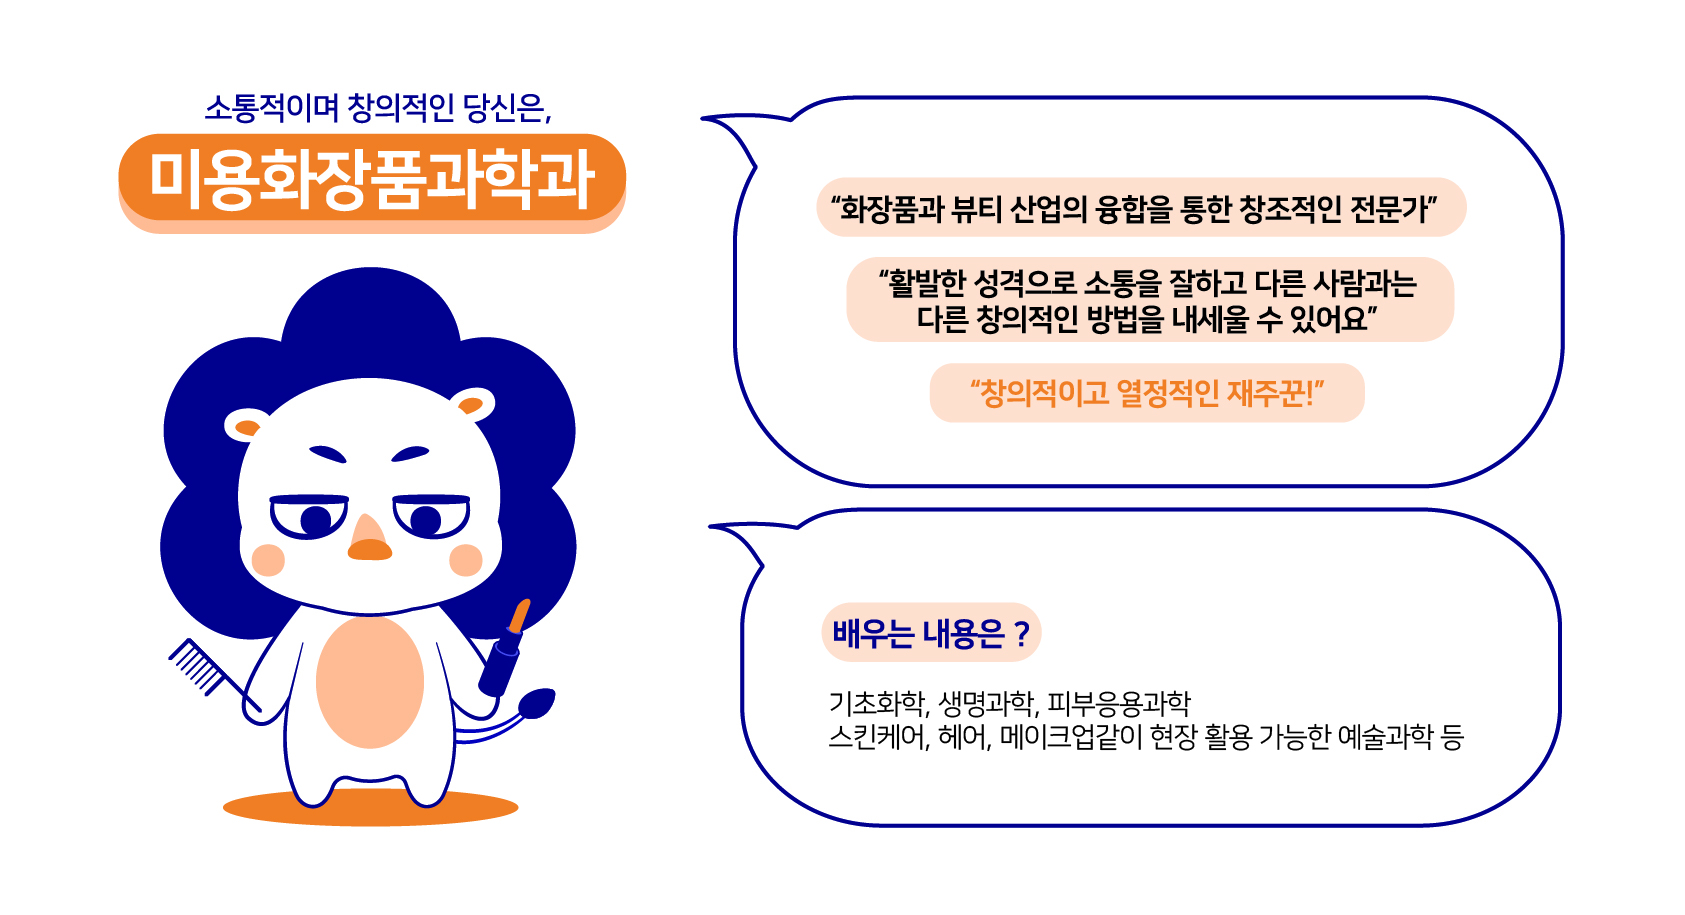 소통적이며 창의적인 당신은,
미용화장품과학과
“화장품과 뷰티 산업의 융합을 통한 창조적인 전문가”
“활발한 성격으로 소통을 잘하고 다른 사람과는
다른 창의적인 방법을 내세울 수 있어요”
“창의적이고 열정적인 재주꾼!”
배우는 내용은 ?
기초화학, 생명과학, 피부응용과학
스킨케어, 헤어, 메이크업같이 현장 활용 가능한 예술과학 등